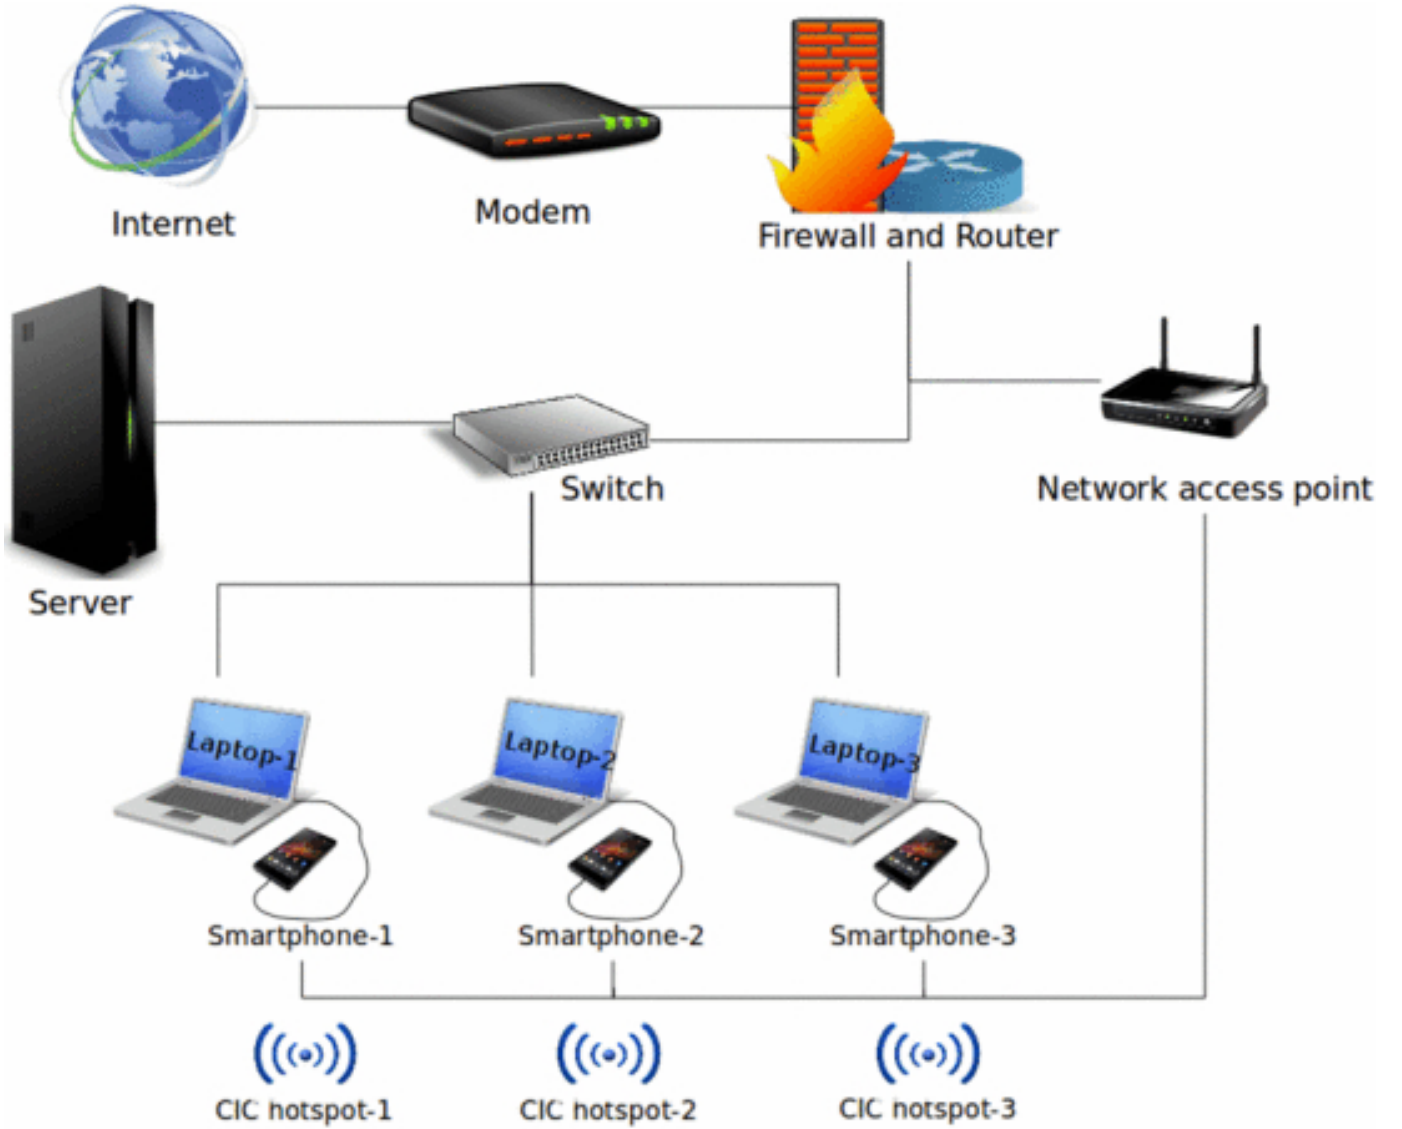 Internet
Modem
Firewall and Router
Server
Switch
Network access point
Laptop-1
Laptop-2
Laptop-3
Smartphone-1
Smartphone-2
Smartphone-3
CIC hotspot-1
CIC hotspot-2
CIC hotspot-3